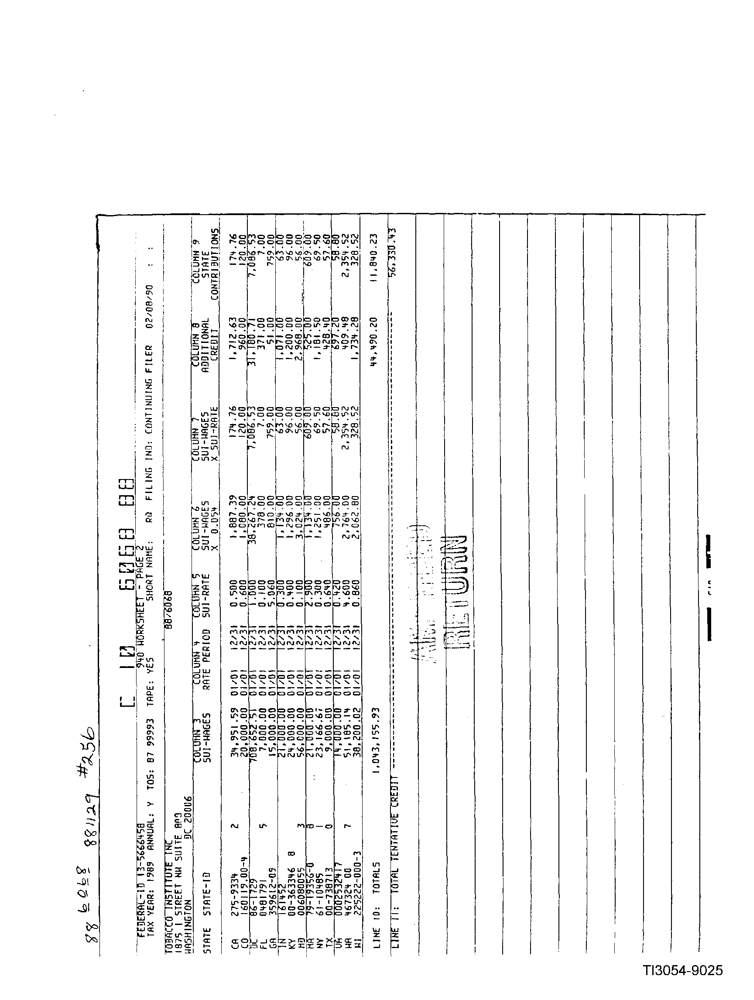 88 6068 881129 #256
C 10 6068 88
FEDERAL-ID 13-5666458 940 WORKSHEET - PAGE 2
TAX YEAR: 1989 ANNUAL: Y TOS: 87 99993 TAPE: YES SHORT NAME: RQ FILING IND: CONTINUING FILER 02/08/90 : :
TOBACCO INSTITUTE INC 88/6068
1875 I STREET NW SUITE 800
WASHINGTON DC 20006
COLUMN 3 COLUMN 4 COLUMN 5 COLUMN 6 COLUMN 7 COLUMN 8 COLUMN 9
STATE STATE-ID SUI-WAGES RATE PERIOD SUI-RATE SUI-WAGES X 0.054 SUI-WAGES X SUI-RATE ADDITIONAL CREDIT STATE CONTRIBUTIONS
CA 275-9334 2 34,951.59 01/01 12/31 0.500 1,887.39 174.76 1,712.63 174.76
CO 160119.00-4 20,000.00 01/01 12/31 0.600 1,080.00 120.00 960.00 120.00
DC 86-1729 708,652.51 01/01 12/31 1.000 38,267.24 7,086.53 31,180.71 7,086.53
FL 0481791 5 7,000.00 01/01 12/31 0.100 378.00 7.00 371.00 7.00
GA 359612-09 15,000.00 01/01 12/31 5.060 810.00 759.00 51.00 759.00
IN 161452 21,000.00 01/01 12/31 0.300 1,134.00 63.00 1,071.00 63.00
KY 00-363346 8 24,000.00 01/01 12/31 0.400 1,296.00 96.00 1,200.00 96.00
MD 006080055 3 56,000.00 01/01 12/31 0.100 3,024.00 56.00 2,968.00 56.00
MA 79-19356-0 8 21,000.00 01/01 12/31 2.900 1,134.00 609.00 525.00 609.00
NY 61-10485 1 23,166.67 01/01 12/31 0.300 1,251.00 69.50 1,181.50 69.50
TX 00-738713 0 9,000.00 01/01 12/31 0.640 486.00 57.60 428.40 57.60
VA 0002532417 14,000.00 01/01 12/31 0.420 756.00 58.80 697.20 58.80
WA 467324 00 7 51,185.14 01/01 12/31 4.600 2,764.00 2,354.52 409.48 2,354.52
WI 225222-000-3 38,200.02 01/01 12/31 0.860 2,062.80 328.52 1,734.28 328.52
LINE 10: TOTALS 1,043,155.93 44,490.20 11,840.23
LINE 11: TOTAL TENTATIVE CREDIT ---------- 56,330.43
RETURN
TI3054-9025